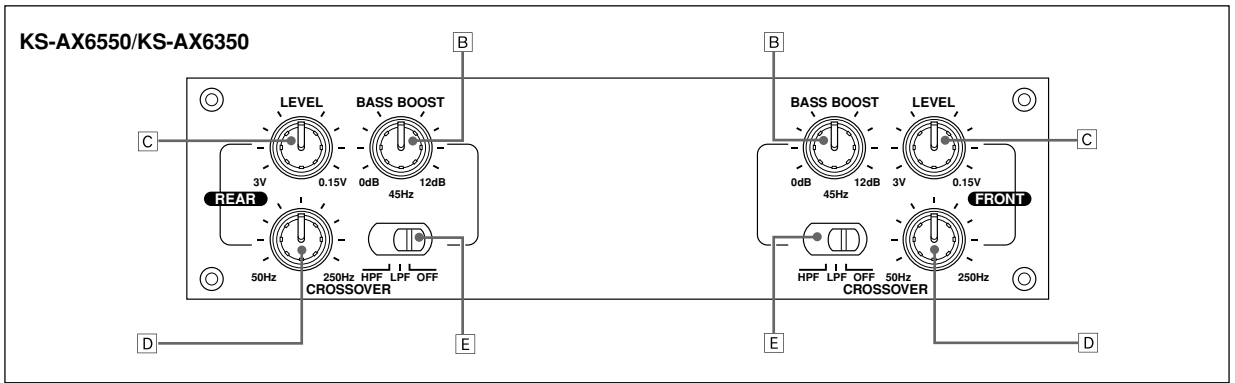 KS-AX6550/KS-AX6350
B
B
LEVEL BASS BOOST
BASS BOOST LEVEL
C
C
3V 0.15V 0dB 12dB
45Hz
0dB 12dB 3V 0.15V
45Hz
REAR
FRONT
50Hz 250Hz HPF LPF OFF
CROSSOVER
HPF LPF OFF 50Hz 250Hz
CROSSOVER
D
E
E
D